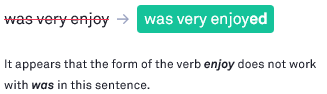 was very enjoy → was very enjoyed
It appears that the form of the verb enjoy does not work
with was in this sentence.